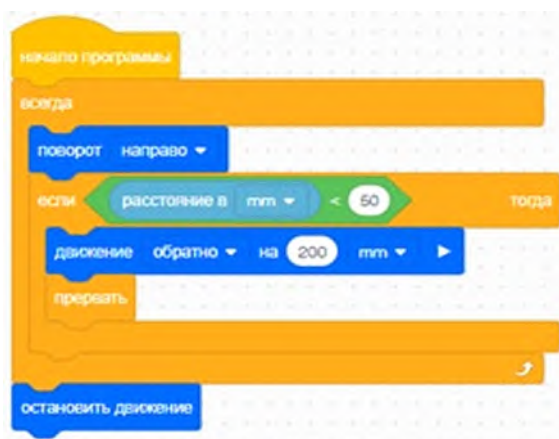 начало программы
всегда
поворот направо
если расстояние в mm < 50 тогда
движение обратно на 200 mm
прервать
остановить движение